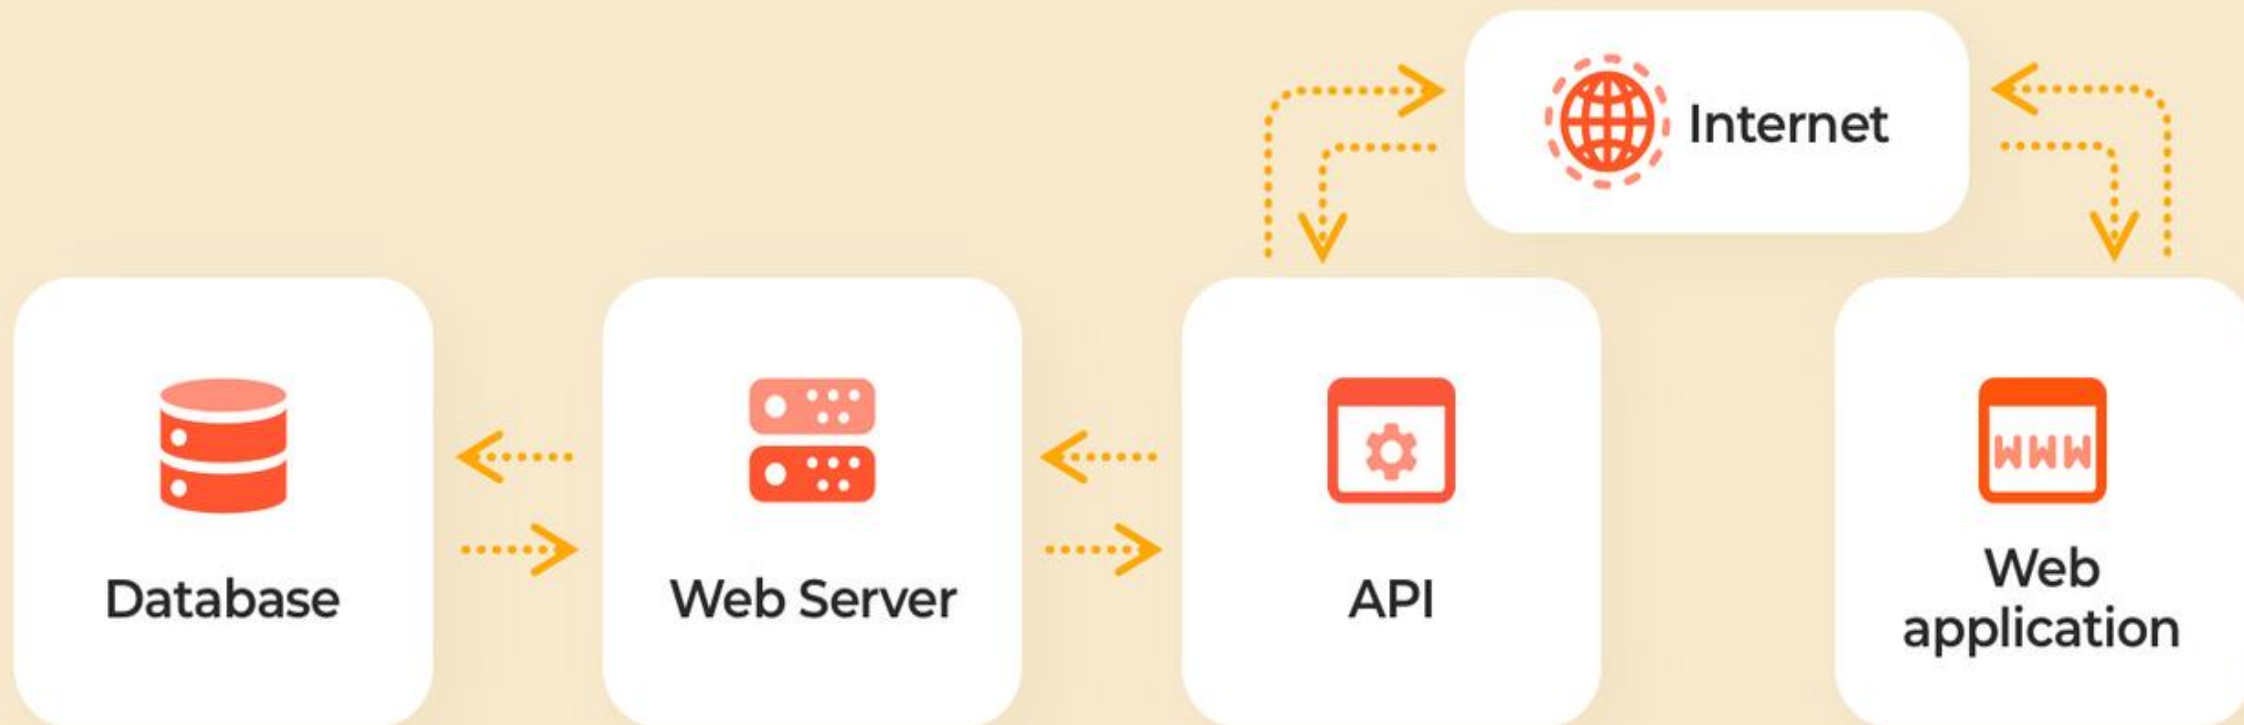 Internet
Database
Web Server
API
www
Web
application